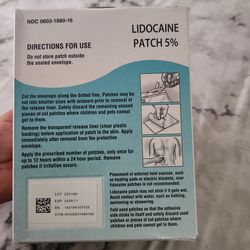 NDC 0603-1880-16
LIDOCAINE
PATCH 5%
DIRECTIONS FOR USE
Do not store patch outside
the sealed envelope.
Cut the envelope along the dotted line. Patches may be
cut into smaller sizes with scissors prior to removal of
the release liner. Safely discard the remaining unused
pieces of cut patches where children and pets cannot
get to them.
Remove the transparent release liner (clear plastic
backing) before application of patch to the skin. Apply
immediately after removal from the envelope.
Apply the prescribed number of patches, only once for
up to 12 hours within a 24 hour period. Remove
patches if irritation occurs.
Placement of external heat sources, such
as heating pads or electric blankets, over
lidocaine patches is not recommended.
Lidocaine patch may not stick if it gets wet.
Avoid contact with water, such as bathing,
swimming or showering.
Fold used patches so that the adhesive
side sticks to itself and safely discard used patches
or pieces of cut patches where children and pets
cannot get to them.
LOT
EXP
SN
GTIN